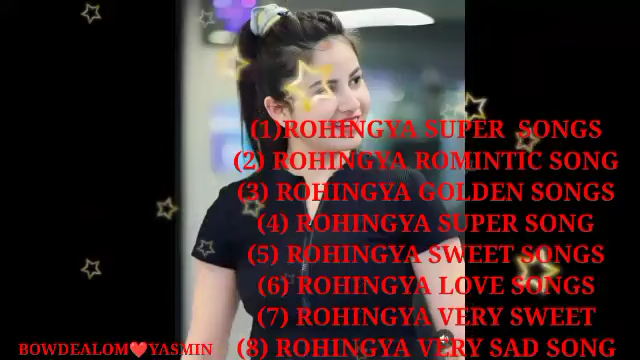 (1)ROHINGYA SUPER SONGS
(2) ROHINGYA ROMINTIC SONG
(3) ROHINGYA GOLDEN SONGS
(4) ROHINGYA SUPER SONG
(5) ROHINGYA SWEET SONGS
(6) ROHINGYA LOVE SONGS
(7) ROHINGYA VERY SWEET
(8) ROHINGYA VERY SAD SONG
BOWDEALOM❤️YASMIN